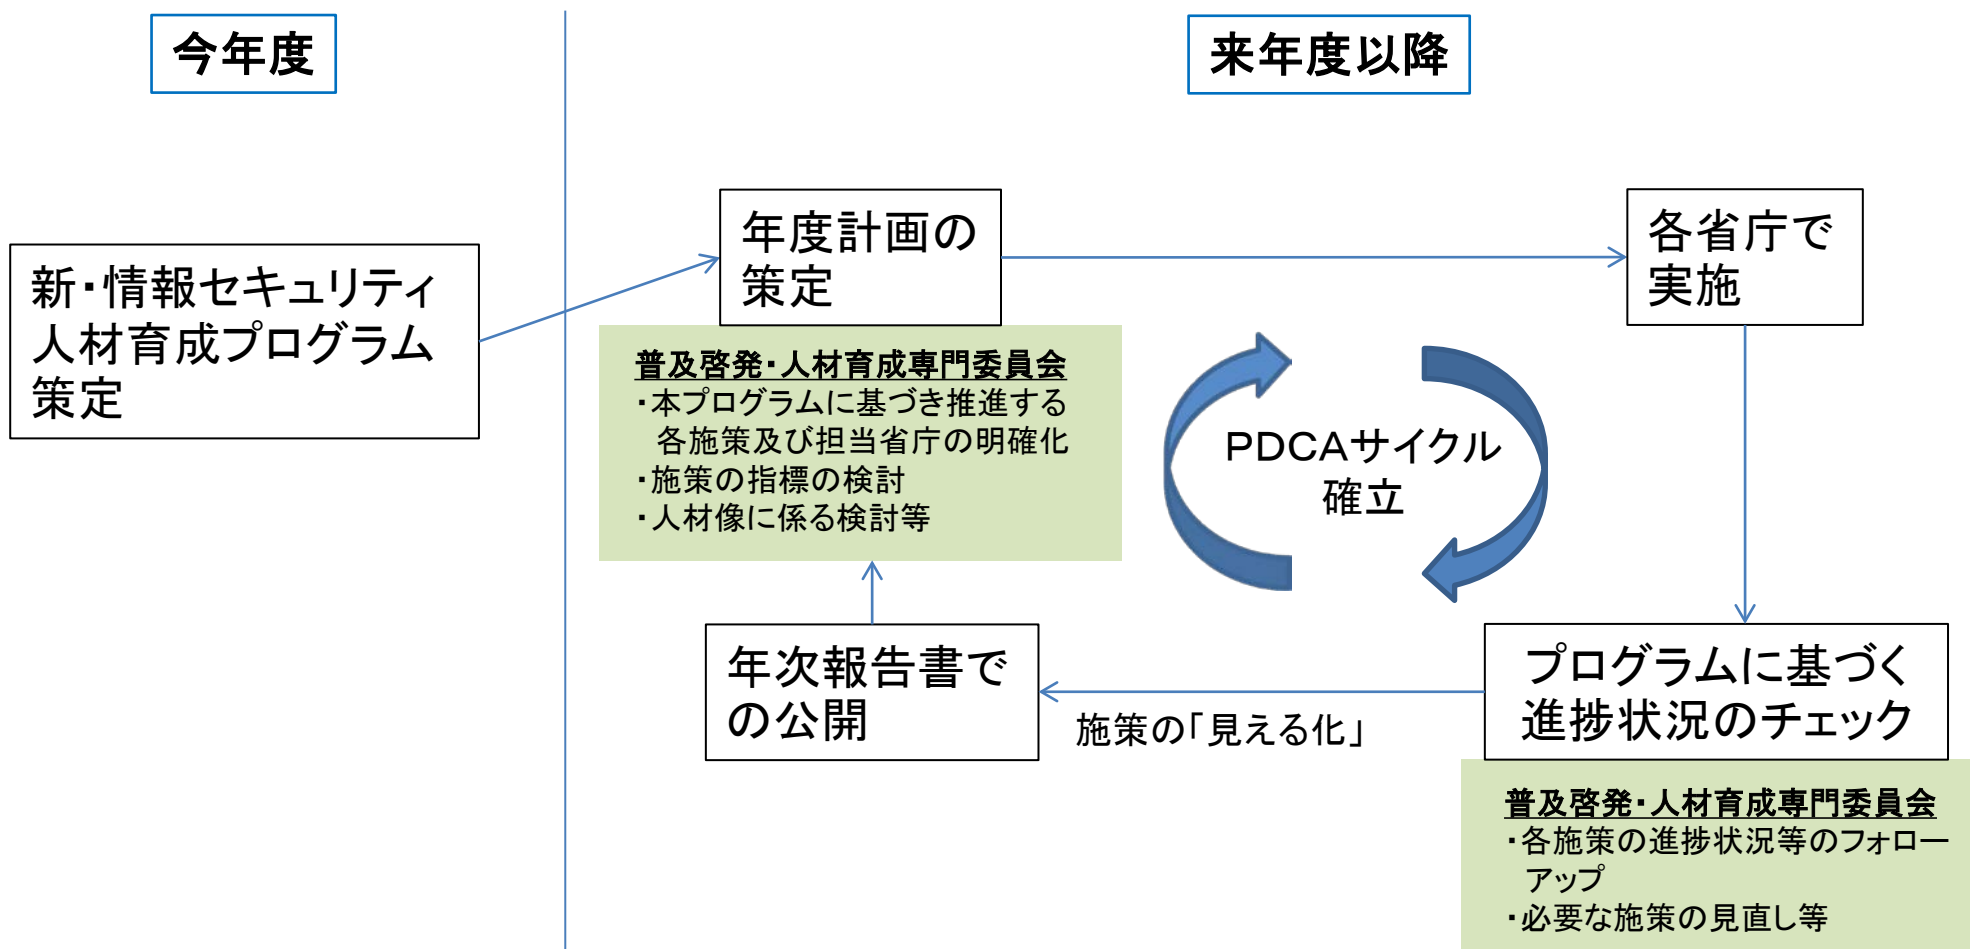 今年度
来年度以降
新・情報セキュリティ
人材育成プログラム
策定
年度計画の
策定
各省庁で
実施
普及啓発・人材育成専門委員会
・本プログラムに基づき推進する
各施策及び担当省庁の明確化
・施策の指標の検討
・人材像に係る検討等
PDCAサイクル
確立
年次報告書で
の公開
施策の「見える化」
プログラムに基づく
進捗状況のチェック
普及啓発・人材育成専門委員会
・各施策の進捗状況等のフォロー
アップ
・必要な施策の見直し等